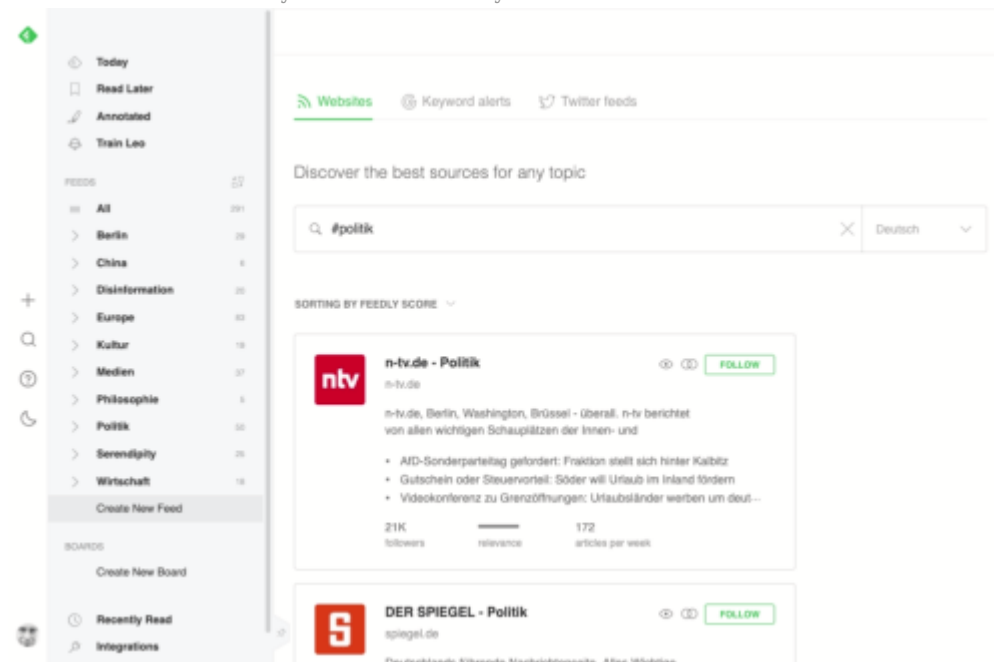 Today
Read Later
Annotated
Train Leo
FEEDS
All 291
Berlin
China
Disinformation
Europe
Kultur
Medien
Philosophie
Politik
Serendipity
Wirtschaft
Create New Feed
BOARDS
Create New Board
Recently Read
Integrations
Websites Keyword alerts Twitter feeds
Discover the best sources for any topic
#politik Deutsch
SORTING BY FEEDLY SCORE
ntv
n-tv.de - Politik FOLLOW
n-tv.de
n-tv.de, Berlin, Washington, Brüssel - überall. n-tv berichtet
von allen wichtigen Schauplätzen der Innen- und
• AfD-Sonderparteitag gefordert: Fraktion stellt sich hinter Kalbitz
• Gutschein oder Steuervorteil: Söder will Urlaub im Inland fördern
• Videokonferenz zu Grenzöffnungen: Urlaubsländer werben um deut...
21K 172
followers relevance articles per week
S
DER SPIEGEL - Politik FOLLOW
spiegel.de